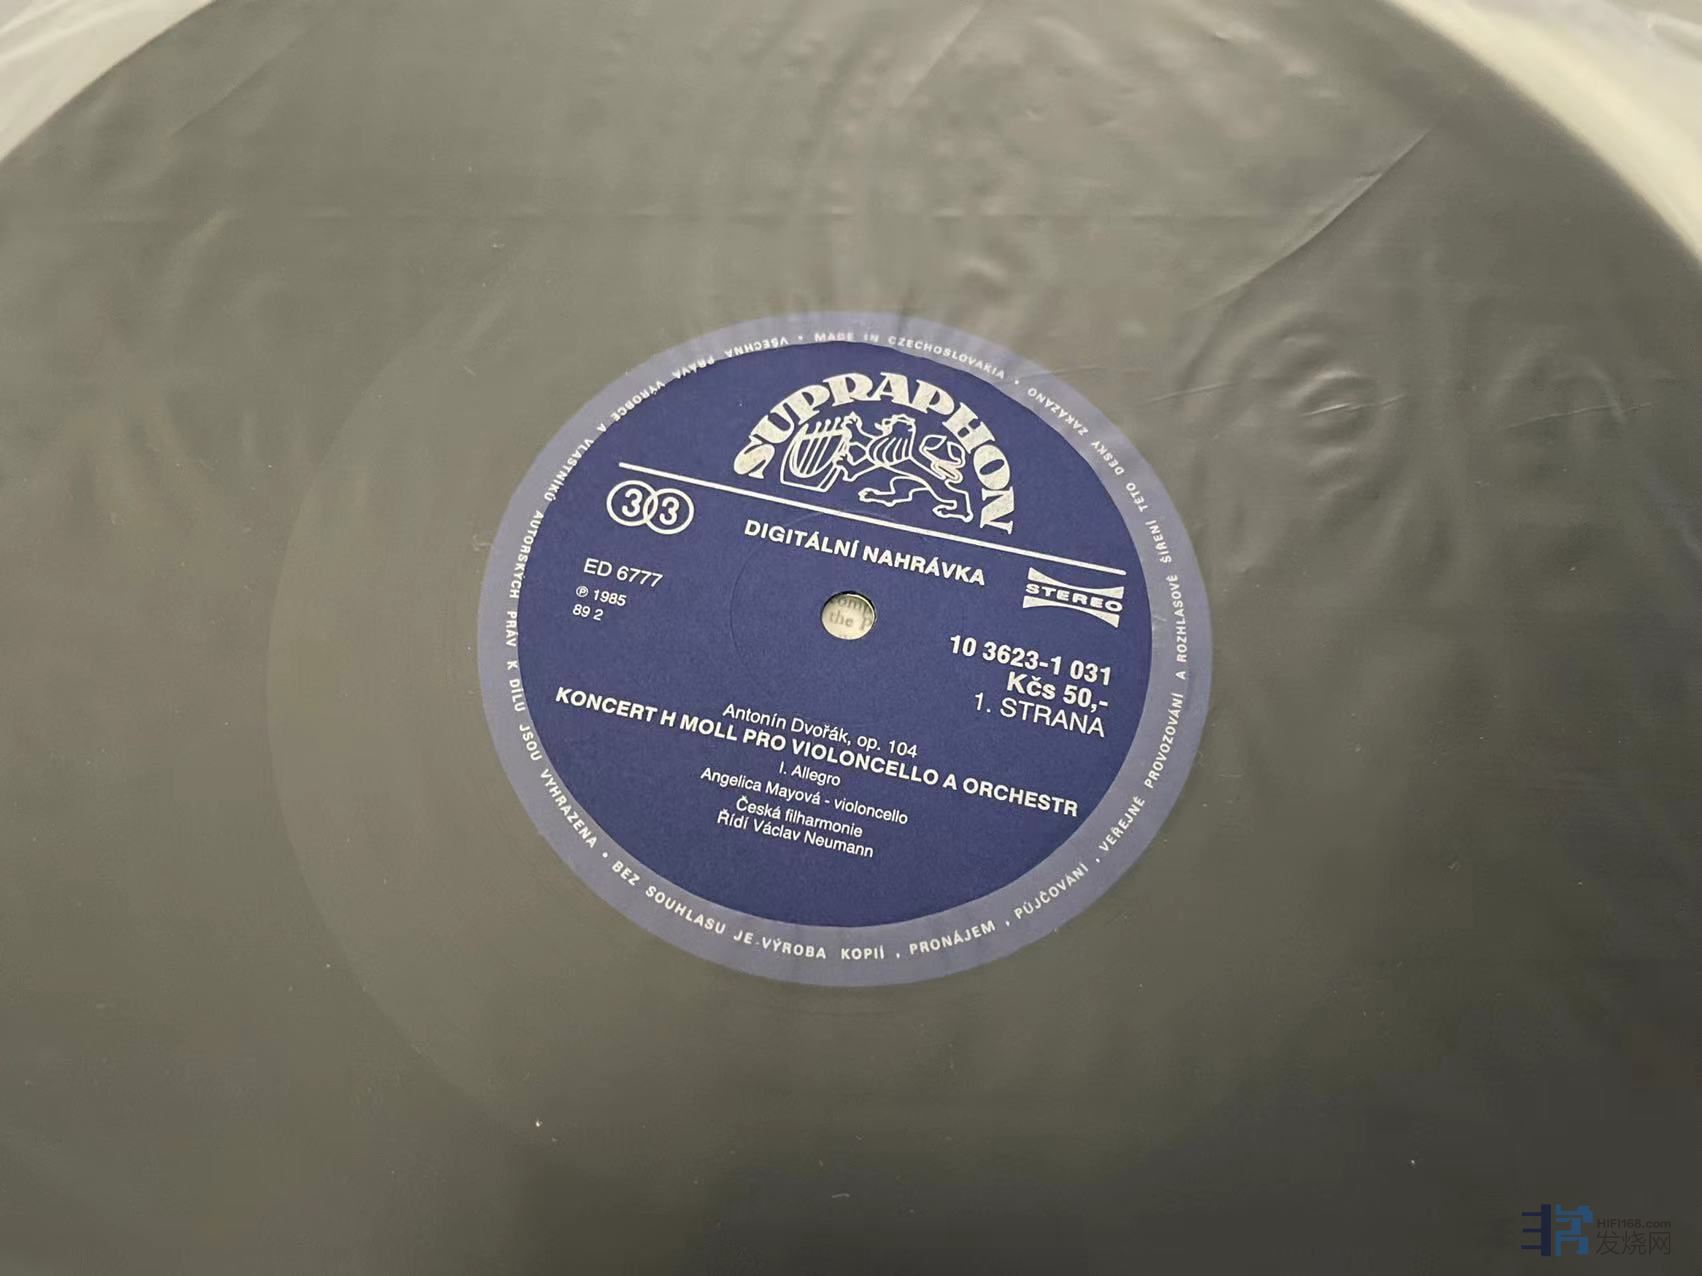 SUPRAPHON
33
DIGITÁLNÍ NAHRÁVKA
STEREO
ED 6777
℗ 1985
89 2
10 3623-1 031
Kčs 50,-
1. STRANA
Antonín Dvořák, op. 104
KONCERT H MOLL PRO VIOLONCELLO A ORCHESTR
I. Allegro
Angelica Mayová - violoncello
Česká filharmonie
Řídí Václav Neumann
MADE IN CZECHOSLOVAKIA • VŠECHNA PRÁVA VÝROBCE A VLASTNÍKŮ AUTORSKÝCH PRÁV K DÍLU JSOU VYHRAZENA • BEZ SOUHLASU JE VÝROBA KOPIÍ, PRONÁJEM, PŮJČOVÁNÍ, VEŘEJNÉ PROVOZOVÁNÍ A ROZHLASOVÉ ŠÍŘENÍ TÉTO DESKY ZAKÁZÁNO •
the p
HIFI168.com
发烧网